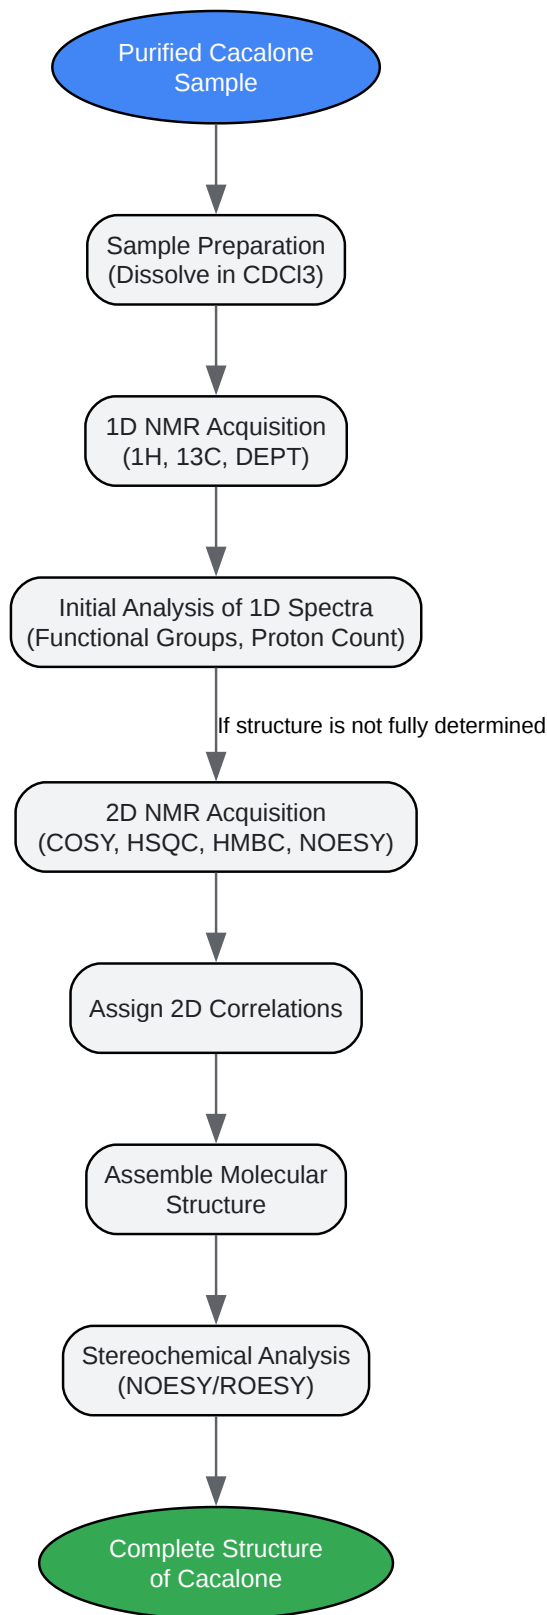 Purified Cacalone
Sample
Sample Preparation
(Dissolve in CDCl3)
1D NMR Acquisition
(1H, 13C, DEPT)
Initial Analysis of 1D Spectra
(Functional Groups, Proton Count)
If structure is not fully determined
2D NMR Acquisition
(COSY, HSQC, HMBC, NOESY)
Assign 2D Correlations
Assemble Molecular
Structure
Stereochemical Analysis
(NOESY/ROESY)
Complete Structure
of Cacalone